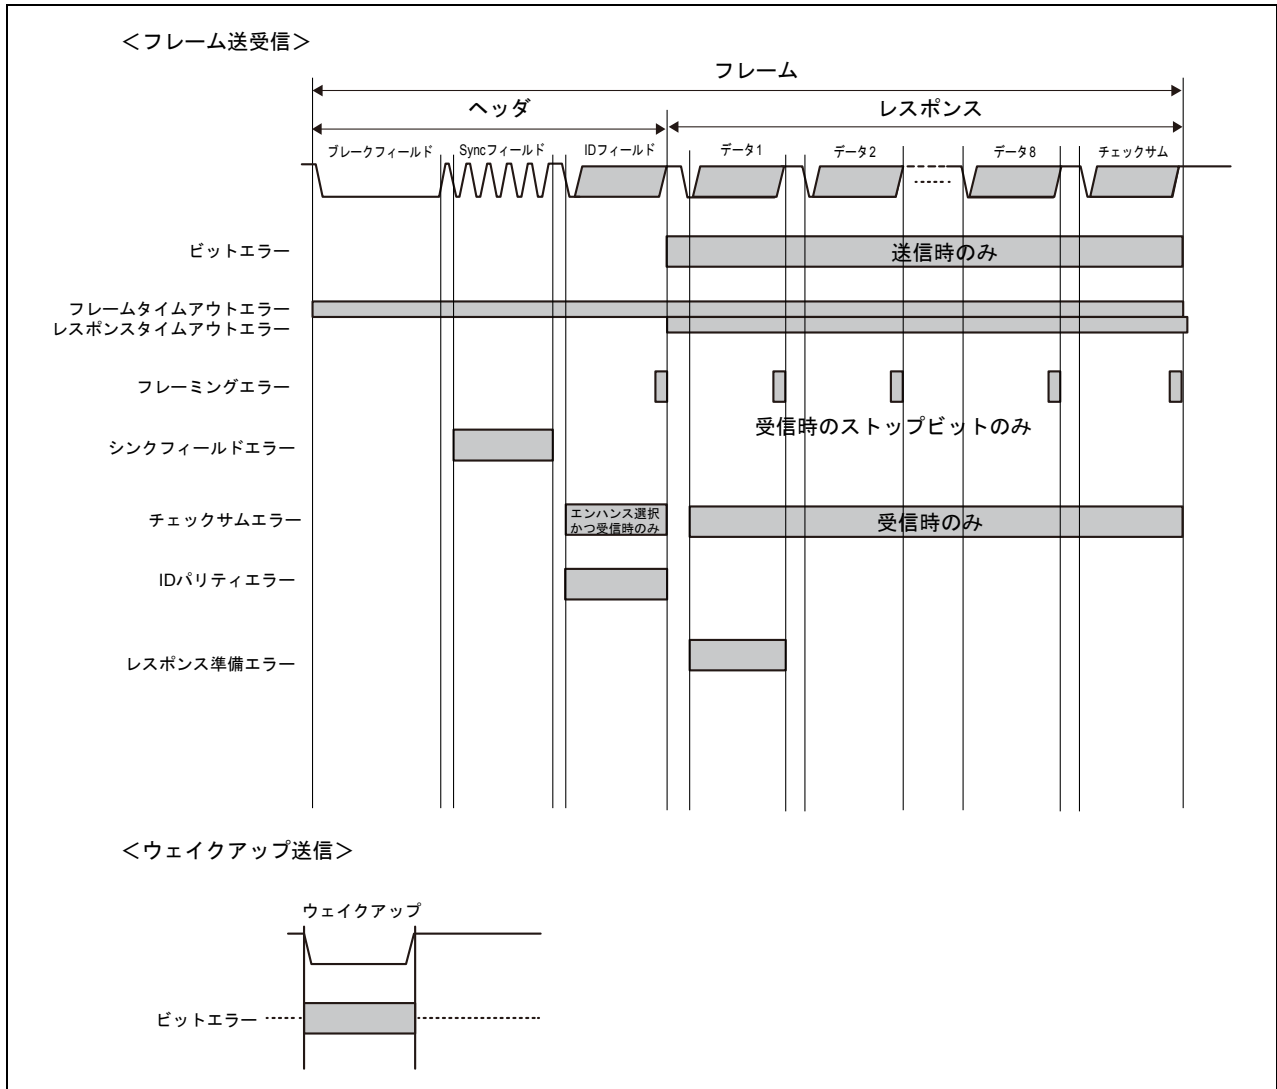 ＜フレーム送受信＞
フレーム
ヘッダ
レスポンス
ブレークフィールド
Syncフィールド
IDフィールド
データ1
データ2
データ8
チェックサム
ビットエラー
送信時のみ
フレームタイムアウトエラー
レスポンスタイムアウトエラー
フレーミングエラー
受信時のストップビットのみ
シンクフィールドエラー
チェックサムエラー
エンハンス選択
かつ受信時のみ
受信時のみ
IDパリティエラー
レスポンス準備エラー
＜ウェイクアップ送信＞
ウェイクアップ
ビットエラー